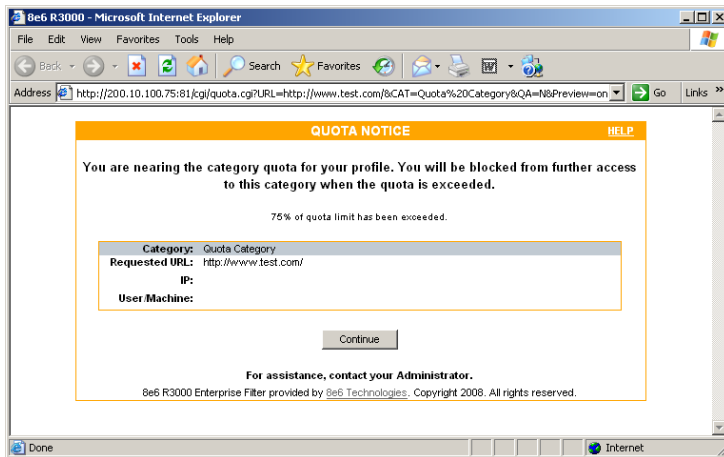 8e6 R3000 - Microsoft Internet Explorer
File Edit View Favorites Tools Help
Back Search Favorites
Address http://200.10.100.75:81/cgi/quota.cgi?URL=http://www.test.com/&CAT=Quota%20Category&QA=N&Preview=on Go Links »
QUOTA NOTICE HELP
You are nearing the category quota for your profile. You will be blocked from further access
to this category when the quota is exceeded.
75% of quota limit has been exceeded.
Category: Quota Category
Requested URL: http://www.test.com/
IP:
User/Machine:
Continue
For assistance, contact your Administrator.
8e6 R3000 Enterprise Filter provided by 8e6 Technologies. Copyright 2008. All rights reserved.
Done Internet